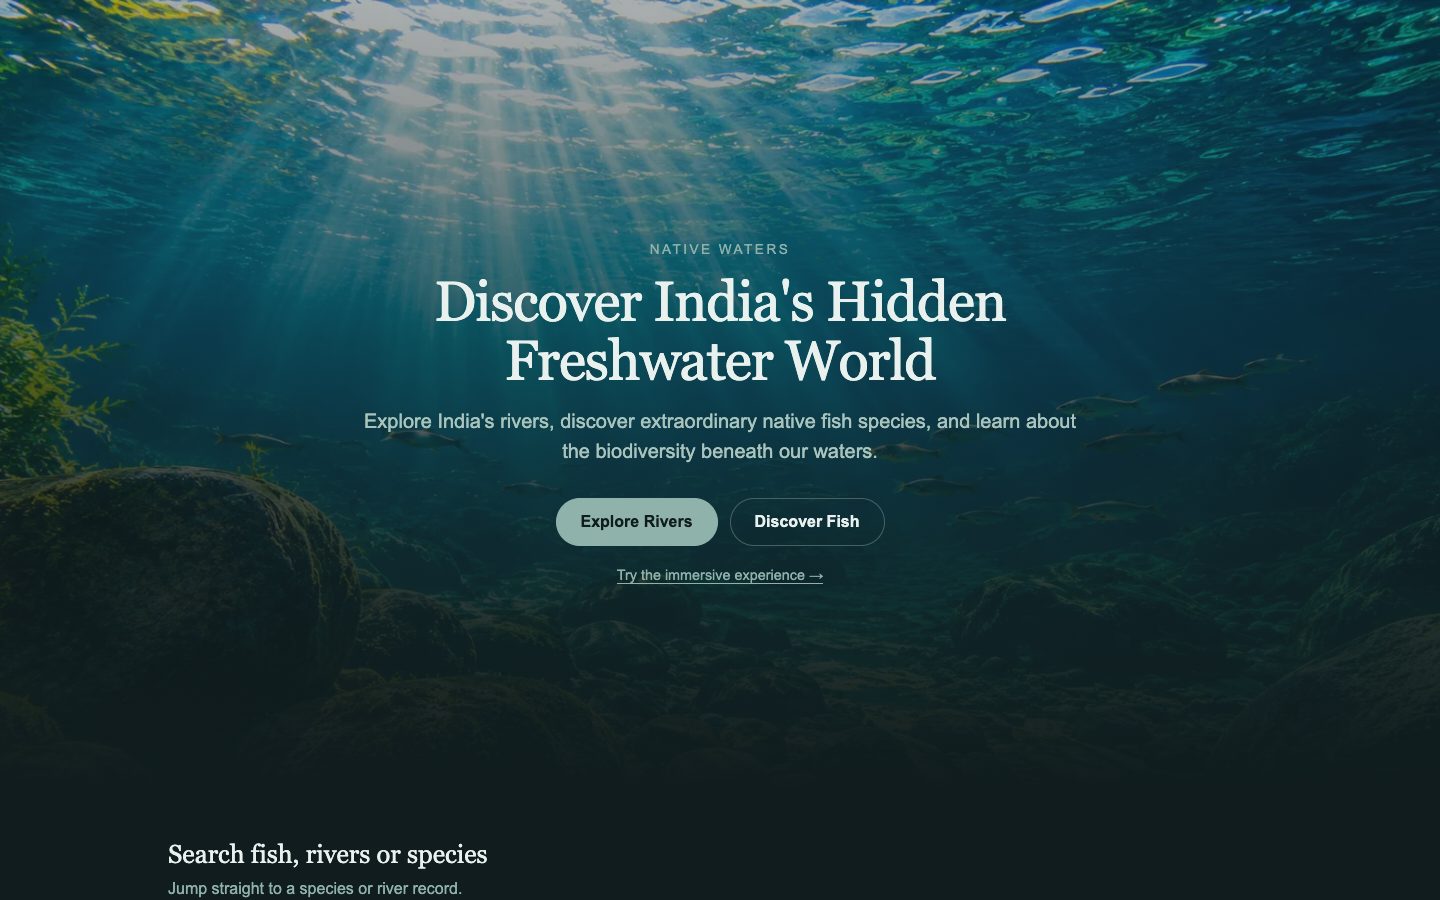 NATIVE WATERS
Discover India's Hidden
Freshwater World
Explore India's rivers, discover extraordinary native fish species, and learn about
the biodiversity beneath our waters.
Explore Rivers
Discover Fish
Try the immersive experience →
Search fish, rivers or species
Jump straight to a species or river record.